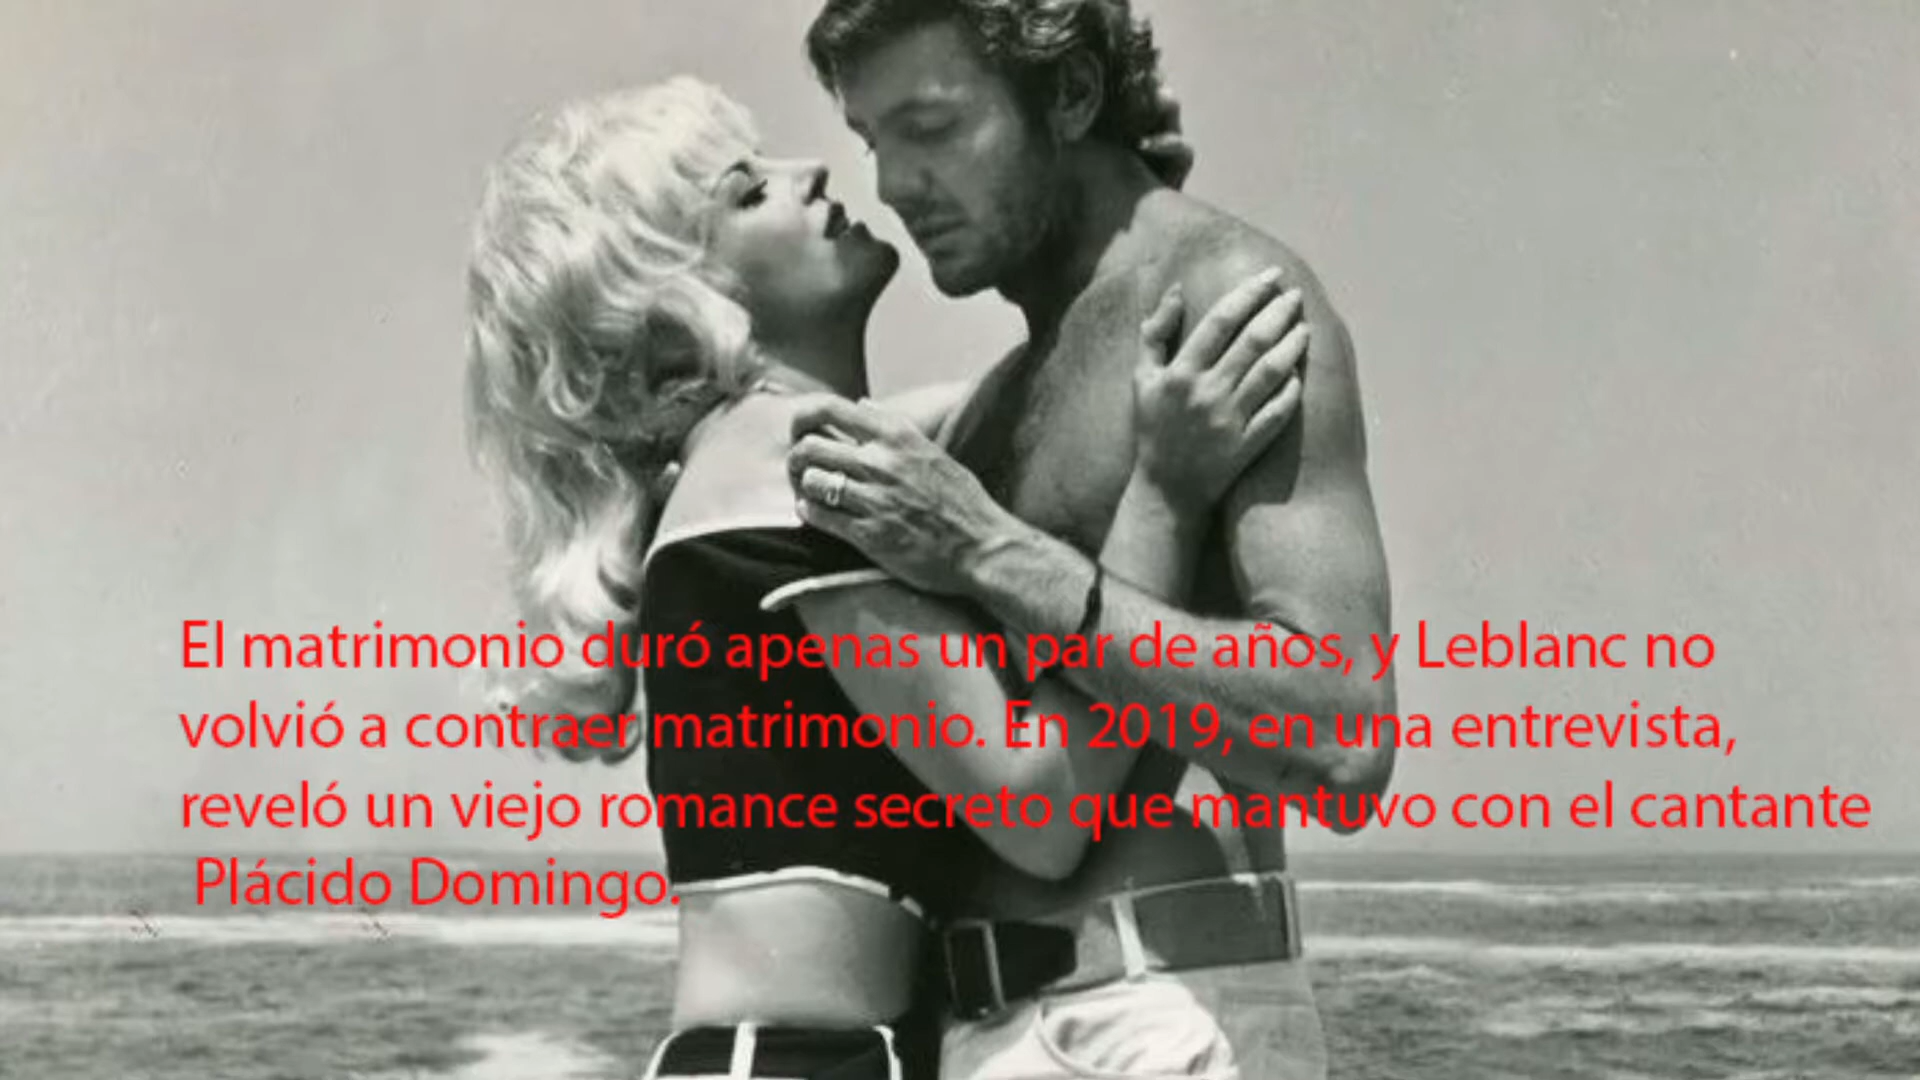 El matrimonio duró apenas un par de años, y Leblanc no
volvió a contraer matrimonio. En 2019, en una entrevista,
reveló un viejo romance secreto que mantuvo con el cantante
Plácido Domingo.